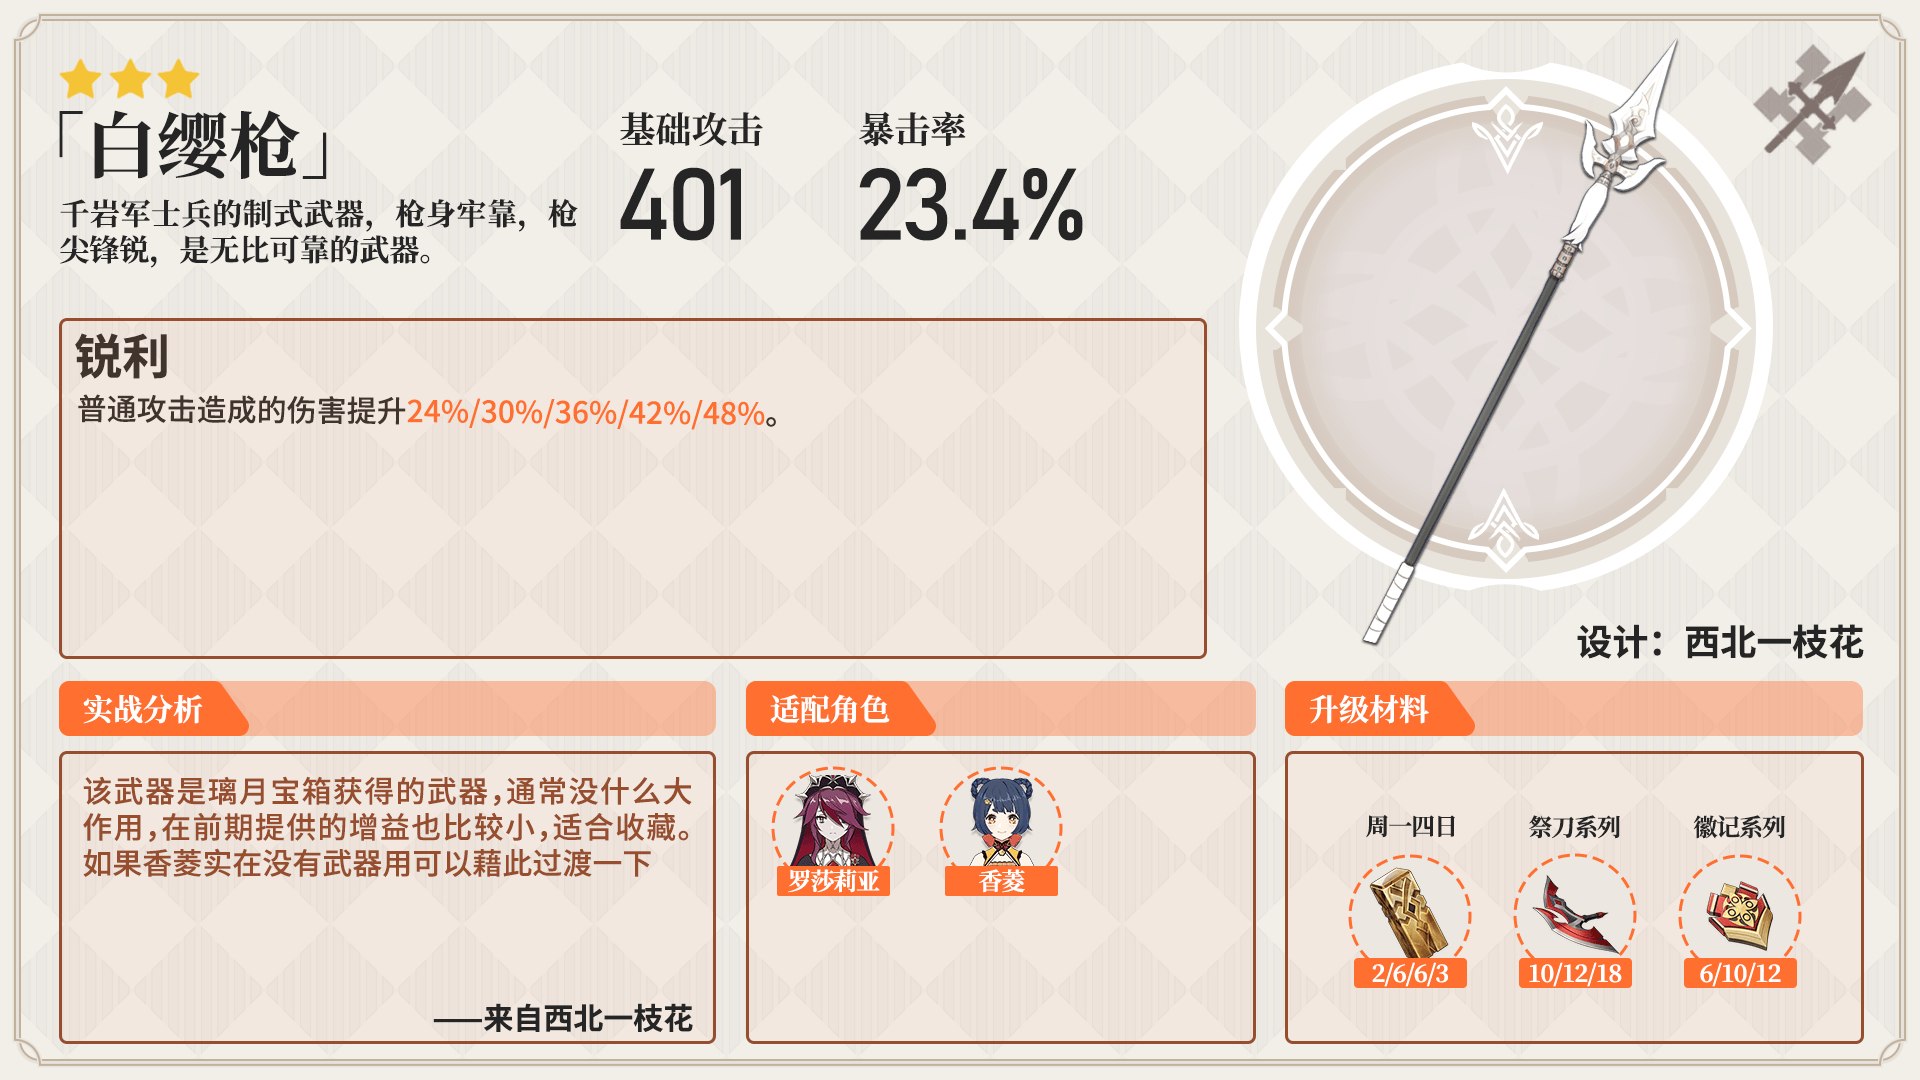 「白缨枪」
千岩军士兵的制式武器，枪身牢靠，枪
尖锋锐，是无比可靠的武器。
基础攻击
401
暴击率
23.4%
锐利
普通攻击造成的伤害提升24%/30%/36%/42%/48%。
设计：西北一枝花
实战分析
该武器是璃月宝箱获得的武器,通常没什么大
作用,在前期提供的增益也比较小,适合收藏。
如果香菱实在没有武器用可以藉此过渡一下
——来自西北一枝花
适配角色
罗莎莉亚
香菱
升级材料
周一四日
祭刀系列
徽记系列
2/6/6/3
10/12/18
6/10/12